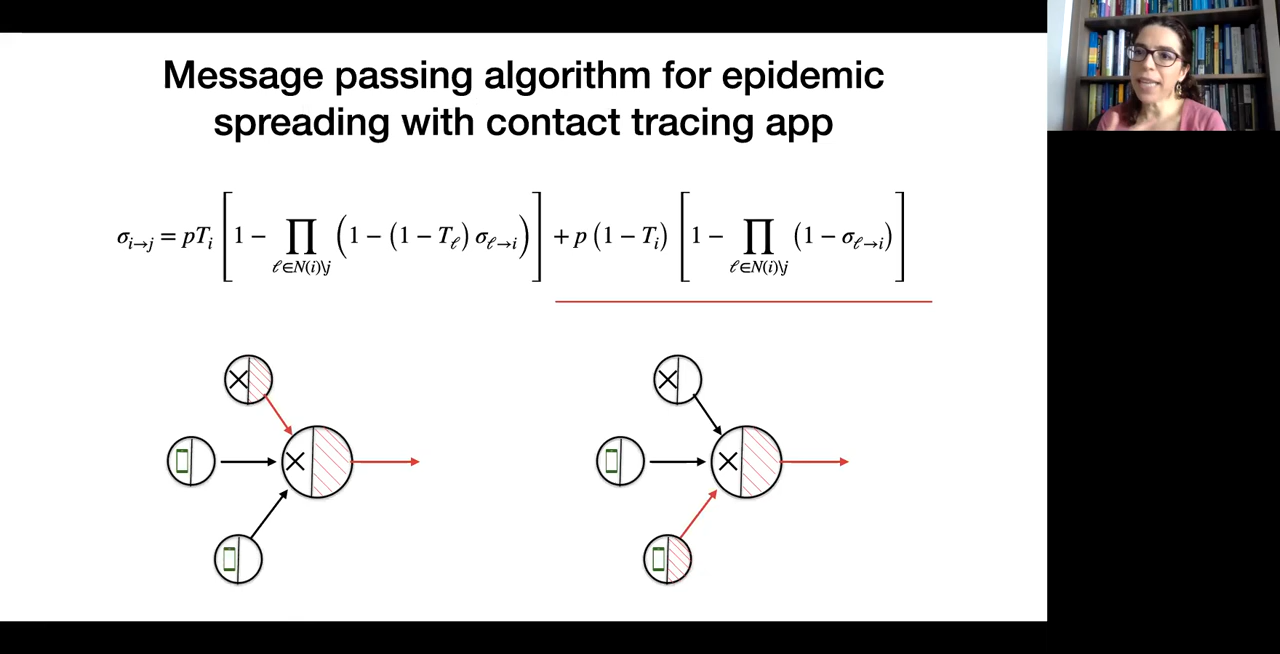 Message passing algorithm for epidemic
spreading with contact tracing app
σ_{i→j} = pT_i [1 − ∏_{ℓ∈N(i)\j} (1 − (1 − T_ℓ) σ_{ℓ→i})] + p (1 − T_i) [1 − ∏_{ℓ∈N(i)\j} (1 − σ_{ℓ→i})]